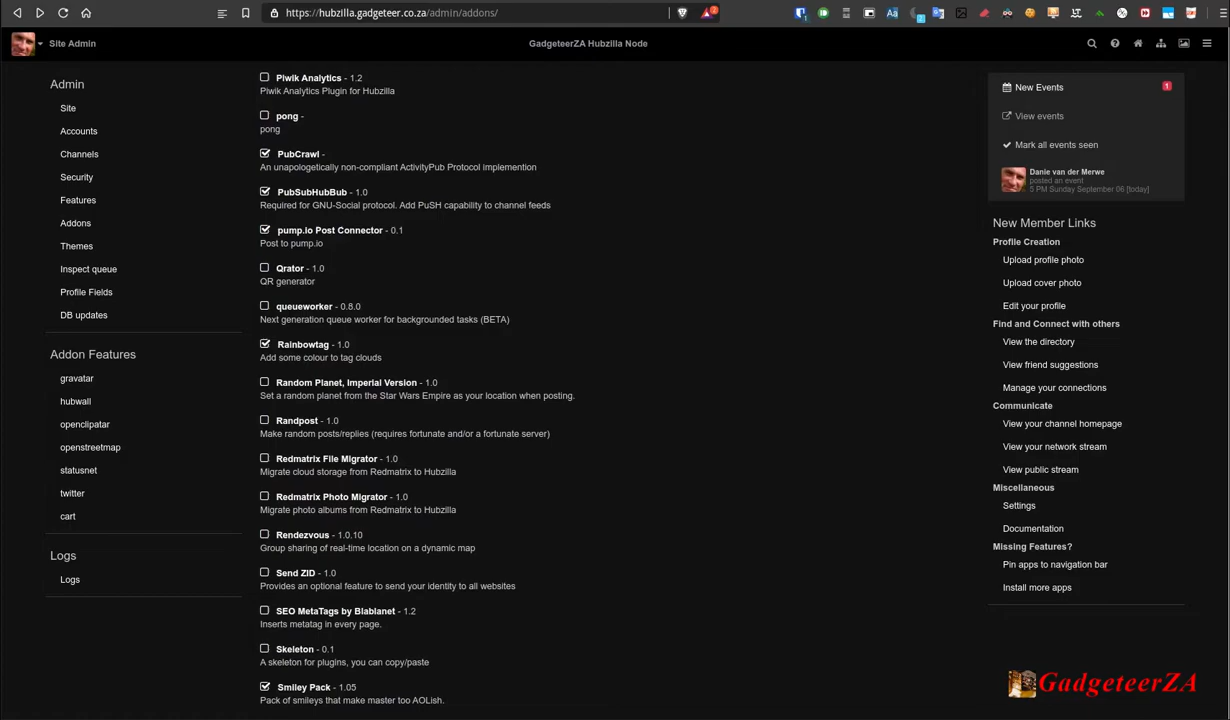 https://hubzilla.gadgeteer.co.za/admin/addons/
2
Site Admin
GadgeteerZA Hubzilla Node
Admin
Site
Accounts
Channels
Security
Features
Addons
Themes
Inspect queue
Profile Fields
DB updates
Addon Features
gravatar
hubwall
openclipatar
openstreetmap
statusnet
twitter
cart
Logs
Logs
Piwik Analytics - 1.2
Piwik Analytics Plugin for Hubzilla
pong -
pong
PubCrawl -
An unapologetically non-compliant ActivityPub Protocol implemention
PubSubHubBub - 1.0
Required for GNU-Social protocol. Add PuSH capability to channel feeds
pump.io Post Connector - 0.1
Post to pump.io
Qrator - 1.0
QR generator
queueworker - 0.8.0
Next generation queue worker for backgrounded tasks (BETA)
Rainbowtag - 1.0
Add some colour to tag clouds
Random Planet, Imperial Version - 1.0
Set a random planet from the Star Wars Empire as your location when posting.
Randpost - 1.0
Make random posts/replies (requires fortunate and/or a fortunate server)
Redmatrix File Migrator - 1.0
Migrate cloud storage from Redmatrix to Hubzilla
Redmatrix Photo Migrator - 1.0
Migrate photo albums from Redmatrix to Hubzilla
Rendezvous - 1.0.10
Group sharing of real-time location on a dynamic map
Send ZID - 1.0
Provides an optional feature to send your identity to all websites
SEO MetaTags by Blablanet - 1.2
Inserts metatag in every page.
Skeleton - 0.1
A skeleton for plugins, you can copy/paste
Smiley Pack - 1.05
Pack of smileys that make master too AOLish.
New Events 1
View events
Mark all events seen
Danie van der Merwe
posted an event
5 PM Sunday September 06 [today]
New Member Links
Profile Creation
Upload profile photo
Upload cover photo
Edit your profile
Find and Connect with others
View the directory
View friend suggestions
Manage your connections
Communicate
View your channel homepage
View your network stream
View public stream
Miscellaneous
Settings
Documentation
Missing Features?
Pin apps to navigation bar
Install more apps
GadgeteerZA